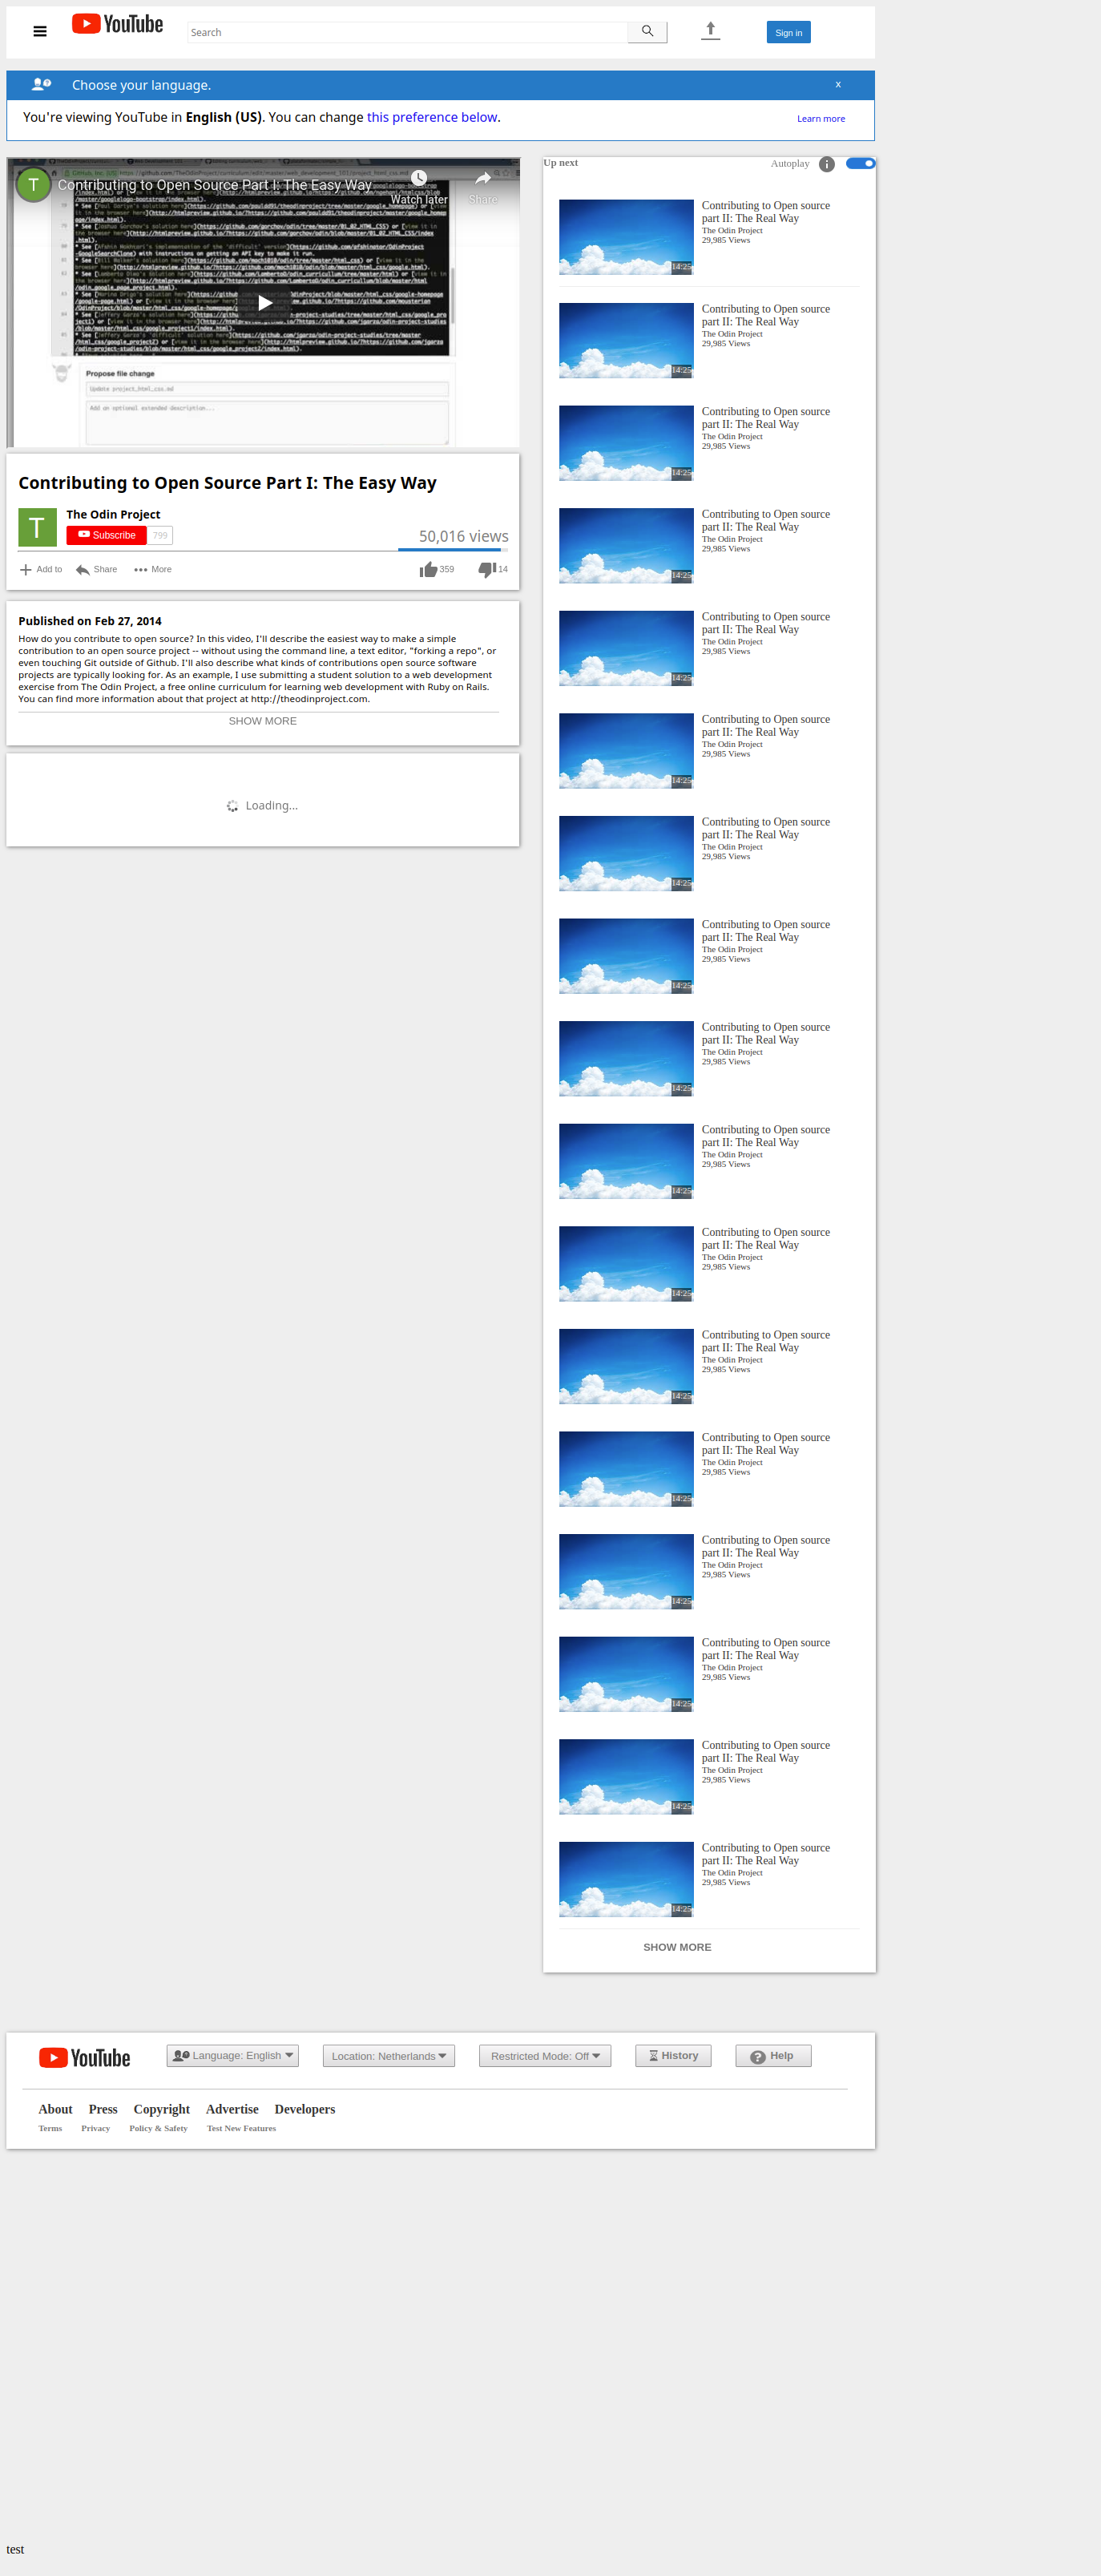 YouTube
Search
Sign in
Choose your language.
x
You're viewing YouTube in English (US). You can change this preference below.
Learn more
T
Contributing to Open Source Part I: The Easy Way
Watch later
Share
Propose file change
Update project_html_css.md
Add an optional extended description...
Contributing to Open Source Part I: The Easy Way
T
The Odin Project
Subscribe
799
50,016 views
Add to
Share
More
359
14
Published on Feb 27, 2014
How do you contribute to open source? In this video, I'll describe the easiest way to make a simple
contribution to an open source project -- without using the command line, a text editor, "forking a repo", or
even touching Git outside of Github. I'll also describe what kinds of contributions open source software
projects are typically looking for. As an example, I use submitting a student solution to a web development
exercise from The Odin Project, a free online curriculum for learning web development with Ruby on Rails.
You can find more information about that project at http://theodinproject.com.
SHOW MORE
Loading...
Up next
Autoplay
Contributing to Open source
part II: The Real Way
The Odin Project
29,985 Views
14:25
Contributing to Open source
part II: The Real Way
The Odin Project
29,985 Views
14:25
Contributing to Open source
part II: The Real Way
The Odin Project
29,985 Views
14:25
Contributing to Open source
part II: The Real Way
The Odin Project
29,985 Views
14:25
Contributing to Open source
part II: The Real Way
The Odin Project
29,985 Views
14:25
Contributing to Open source
part II: The Real Way
The Odin Project
29,985 Views
14:25
Contributing to Open source
part II: The Real Way
The Odin Project
29,985 Views
14:25
Contributing to Open source
part II: The Real Way
The Odin Project
29,985 Views
14:25
Contributing to Open source
part II: The Real Way
The Odin Project
29,985 Views
14:25
Contributing to Open source
part II: The Real Way
The Odin Project
29,985 Views
14:25
Contributing to Open source
part II: The Real Way
The Odin Project
29,985 Views
14:25
Contributing to Open source
part II: The Real Way
The Odin Project
29,985 Views
14:25
Contributing to Open source
part II: The Real Way
The Odin Project
29,985 Views
14:25
Contributing to Open source
part II: The Real Way
The Odin Project
29,985 Views
14:25
Contributing to Open source
part II: The Real Way
The Odin Project
29,985 Views
14:25
Contributing to Open source
part II: The Real Way
The Odin Project
29,985 Views
14:25
Contributing to Open source
part II: The Real Way
The Odin Project
29,985 Views
14:25
SHOW MORE
YouTube
Language: English
Location: Netherlands
Restricted Mode: Off
History
Help
About Press Copyright Advertise Developers
Terms Privacy Policy & Safety Test New Features
test